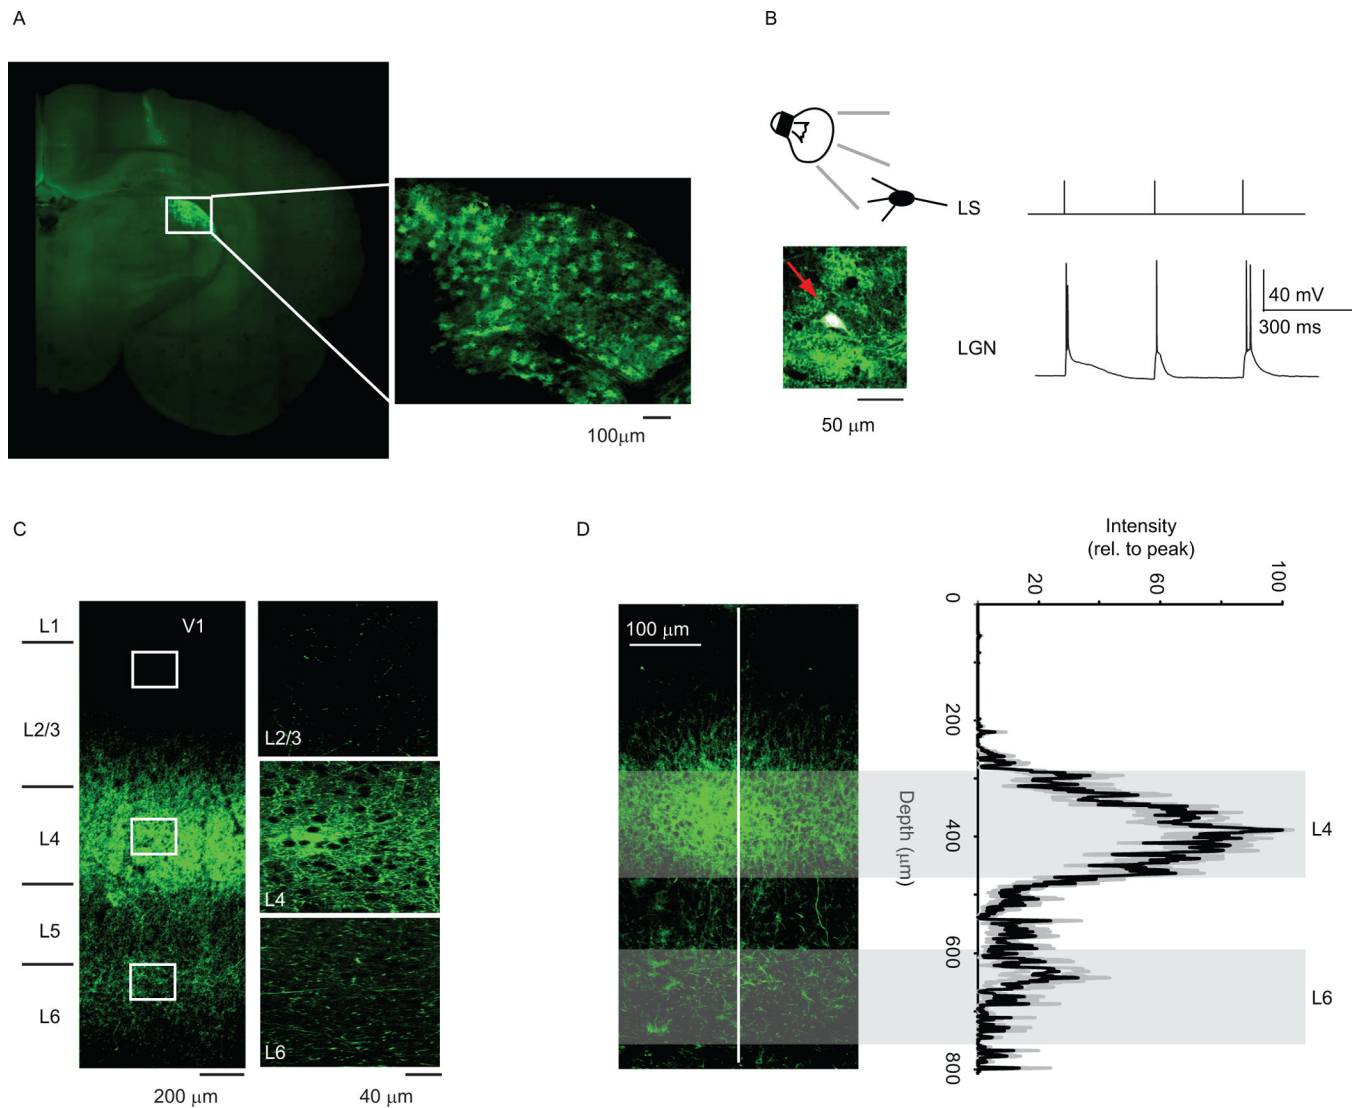 A
B
LS
40 mV
300 ms
LGN
100μm
50 μm
C
D
Intensity
(rel. to peak)
20
60
100
0
L1
V1
100 μm
L2/3
200
L2/3
L4
Depth (μm)
400
L4
L4
L5
600
L6
L6
L6
800
200 μm
40 μm